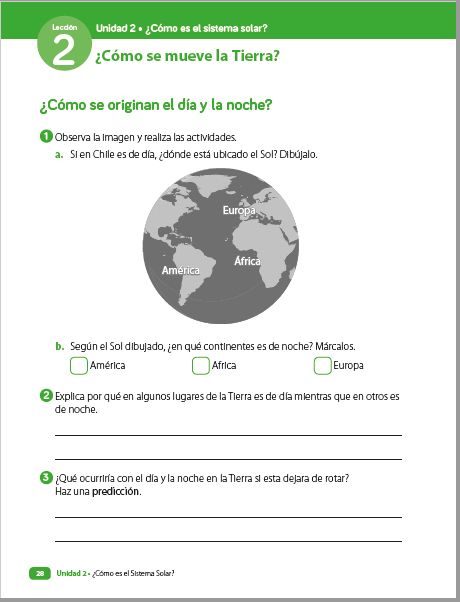 Lección
2
Unidad 2 • ¿Cómo es el sistema solar?
¿Cómo se mueve la Tierra?
¿Cómo se originan el día y la noche?
1 Observa la imagen y realiza las actividades.
a. Si en Chile es de día, ¿dónde está ubicado el Sol? Dibújalo.
Europa
África
América
b. Según el Sol dibujado, ¿en qué continentes es de noche? Márcalos.
América Africa Europa
2 Explica por qué en algunos lugares de la Tierra es de día mientras que en otros es
de noche.
3 ¿Qué ocurriría con el día y la noche en la Tierra si esta dejara de rotar?
Haz una predicción.
28 Unidad 2 • ¿Cómo es el Sistema Solar?